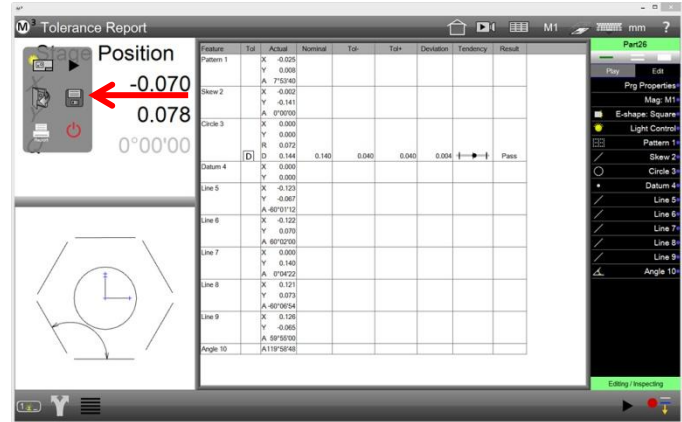 M³ Tolerance Report M1 mm ?
Stage Position
X -0.070
Y 0.078
Q 0°00'00
Feature Tol Actual Nominal Tol- Tol+ Deviation Tendency Result
Pattern 1 X -0.025
Y 0.008
A 7°53'40
Skew 2 X -0.002
Y -0.141
A 0°00'00
Circle 3 X 0.000
Y 0.000
R 0.072
D D 0.144 0.140 0.040 0.040 0.004 Pass
Datum 4 X 0.000
Y 0.000
Line 5 X -0.123
Y -0.067
A -60°01'12
Line 6 X -0.122
Y 0.070
A 60°02'00
Line 7 X 0.000
Y 0.140
A 0°04'22
Line 8 X 0.121
Y 0.073
A -60°06'54
Line 9 X 0.126
Y -0.065
A 59°55'00
Angle 10 A 119°58'48
Part26
Play Edit
Prg Properties
Mag: M1
E-shape: Square
Light Control
Pattern 1
Skew 2
Circle 3
Datum 4
Line 5
Line 6
Line 7
Line 8
Line 9
Angle 10
Editing / Inspecting